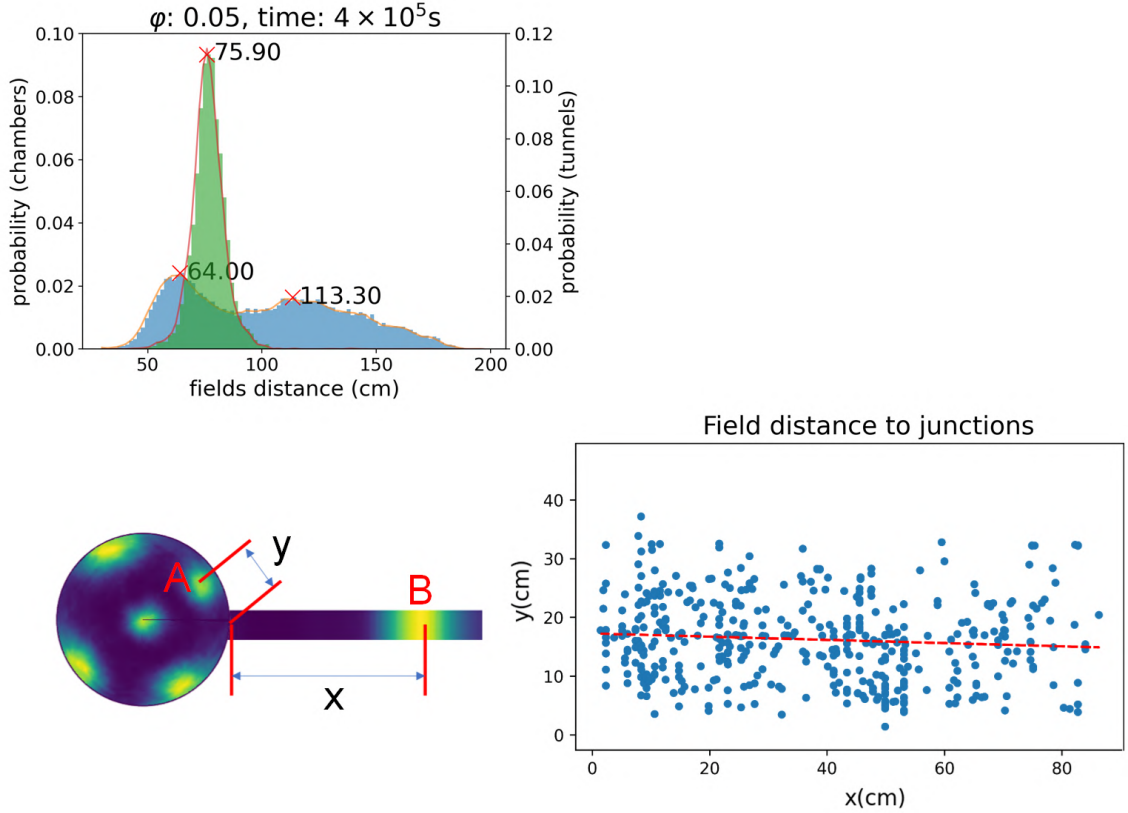 φ: 0.05, time: 4 × 10⁵s
0.10
0.08
0.06
0.04
0.02
0.00
probability (chambers)
75.90
64.00
113.30
0.12
0.10
0.08
0.06
0.04
0.02
0.00
probability (tunnels)
50
100
150
200
fields distance (cm)
A
y
B
x
Field distance to junctions
40
30
20
10
0
y(cm)
0
20
40
60
80
x(cm)